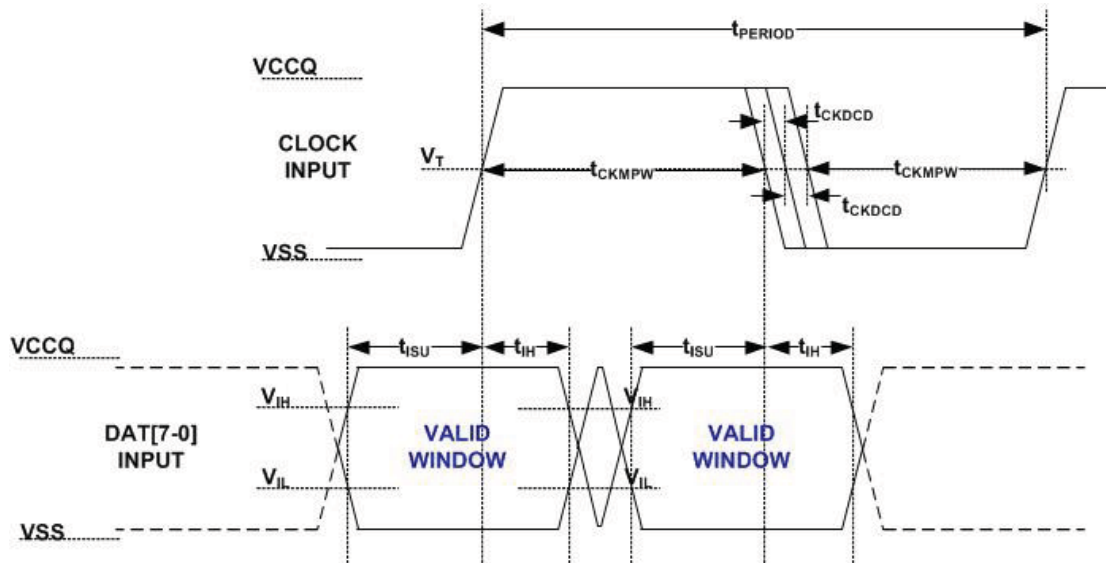 tPERIOD
VCCQ
tCKDCD
CLOCK
INPUT
VT
tCKMPW
tCKMPW
tCKDCD
VSS
VCCQ
tISU
tIH
tISU
tIH
VIH
VIH
DAT[7-0]
INPUT
VALID
WINDOW
VALID
WINDOW
VIL
VIL
VSS